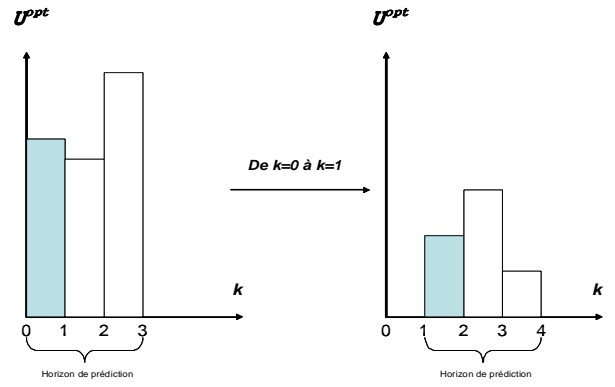 U^opt
U^opt
De k=0 à k=1
k
k
0 1 2 3
0 1 2 3 4
Horizon de prédiction
Horizon de prédiction